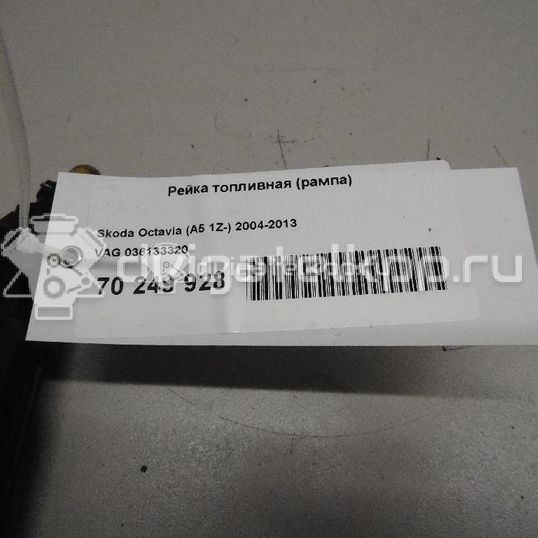 Рейка топливная (рампа)
Skoda Octavia (A5 1Z-) 2004-2013
VAG 036133320
70 249 928